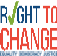 RIGHT TO
CHANGE
EQUALITY DEMOCRACY JUSTICE